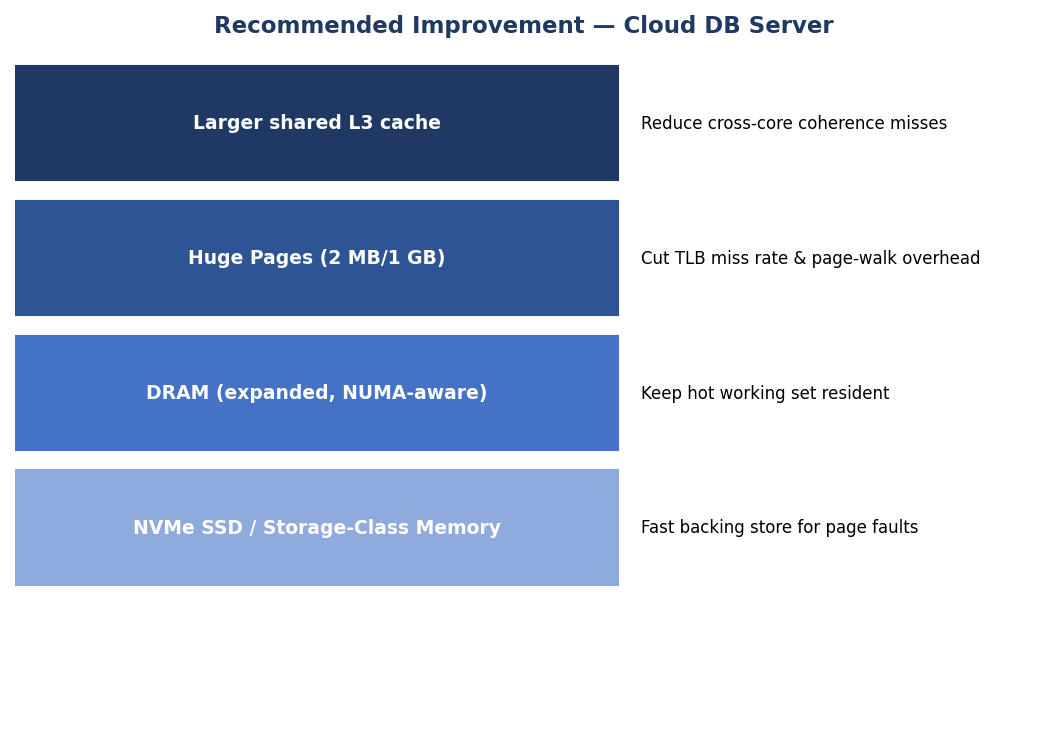 Recommended Improvement — Cloud DB Server
Larger shared L3 cache
Reduce cross-core coherence misses
Huge Pages (2 MB/1 GB)
Cut TLB miss rate & page-walk overhead
DRAM (expanded, NUMA-aware)
Keep hot working set resident
NVMe SSD / Storage-Class Memory
Fast backing store for page faults